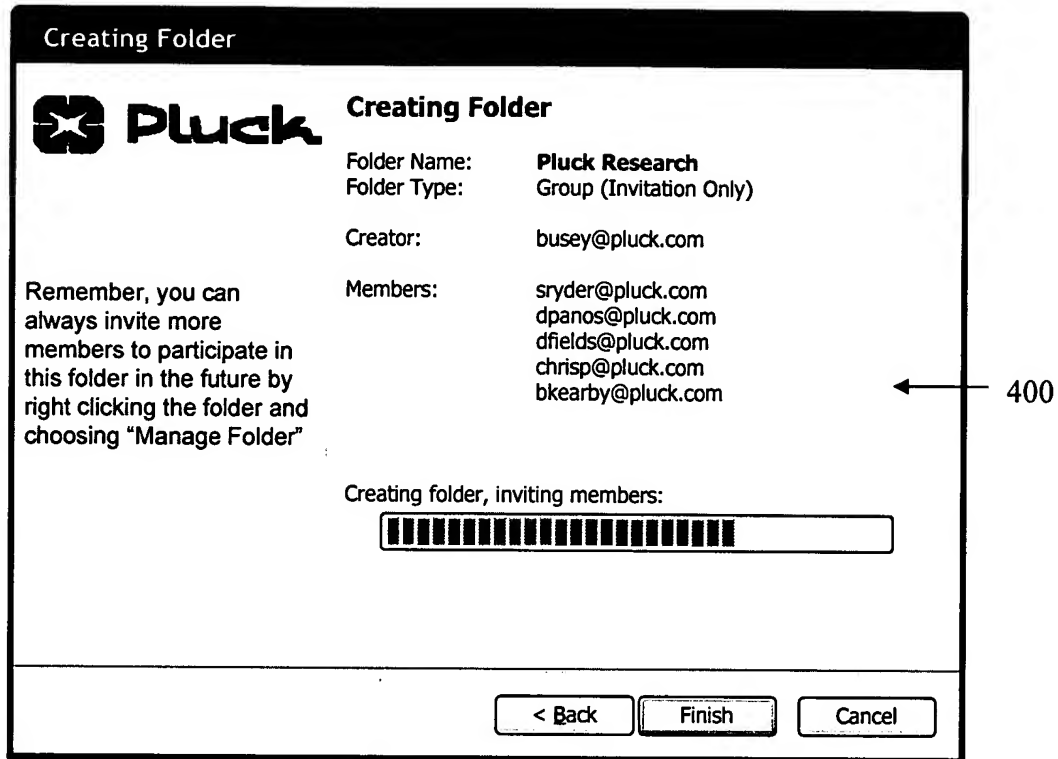 Creating Folder
Pluck
Creating Folder
Folder Name: Pluck Research
Folder Type: Group (Invitation Only)
Creator: busey@pluck.com
Members: sryder@pluck.com
dpanos@pluck.com
dfields@pluck.com
chrisp@pluck.com
bkearby@pluck.com
400
Remember, you can
always invite more
members to participate in
this folder in the future by
right clicking the folder and
choosing “Manage Folder”
Creating folder, inviting members:
< Back Finish Cancel